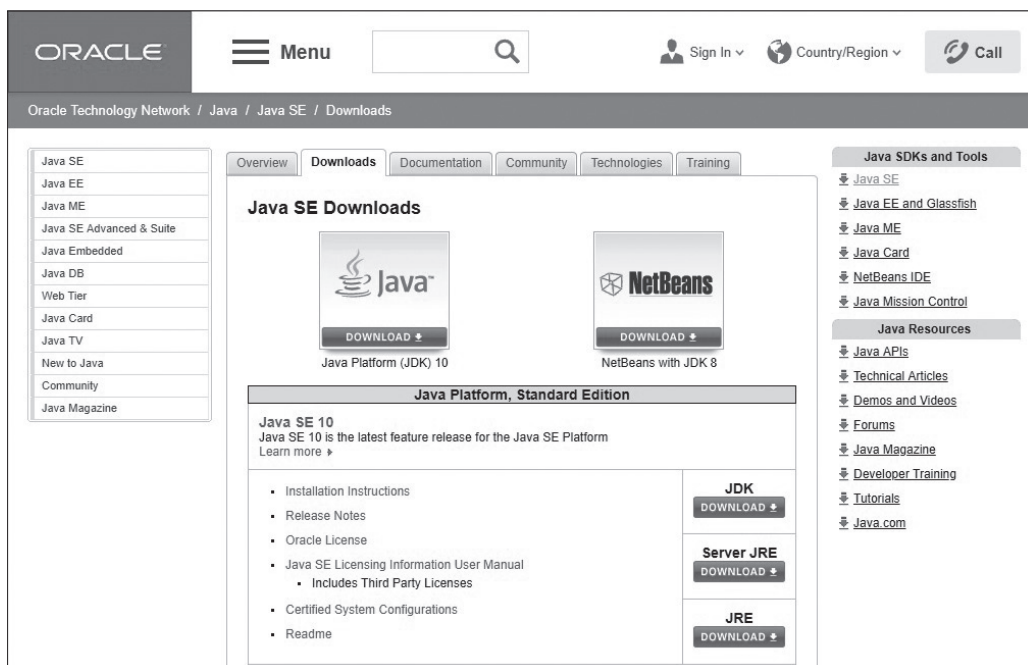 ORACLE
Menu
Sign In
Country/Region
Call
Oracle Technology Network / Java / Java SE / Downloads
Java SE
Java EE
Java ME
Java SE Advanced & Suite
Java Embedded
Java DB
Web Tier
Java Card
Java TV
New to Java
Community
Java Magazine
Overview
Downloads
Documentation
Community
Technologies
Training
Java SE Downloads
Java™
DOWNLOAD
Java Platform (JDK) 10
NetBeans
DOWNLOAD
NetBeans with JDK 8
Java Platform, Standard Edition
Java SE 10
Java SE 10 is the latest feature release for the Java SE Platform
Learn more
Installation Instructions
Release Notes
Oracle License
Java SE Licensing Information User Manual
Includes Third Party Licenses
Certified System Configurations
Readme
JDK
DOWNLOAD
Server JRE
DOWNLOAD
JRE
DOWNLOAD
Java SDKs and Tools
Java SE
Java EE and Glassfish
Java ME
Java Card
NetBeans IDE
Java Mission Control
Java Resources
Java APIs
Technical Articles
Demos and Videos
Forums
Java Magazine
Developer Training
Tutorials
Java.com